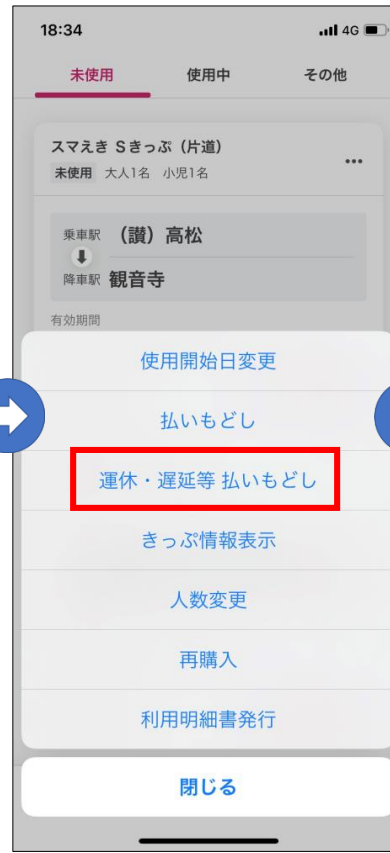 18:34 4G
未使用 使用中 その他
スマえき Sきっぷ（片道）
未使用 大人1名 小児1名
乗車駅 （讃）高松
降車駅 観音寺
有効期間
使用開始日変更
払いもどし
運休・遅延等 払いもどし
きっぷ情報表示
人数変更
再購入
利用明細書発行
閉じる